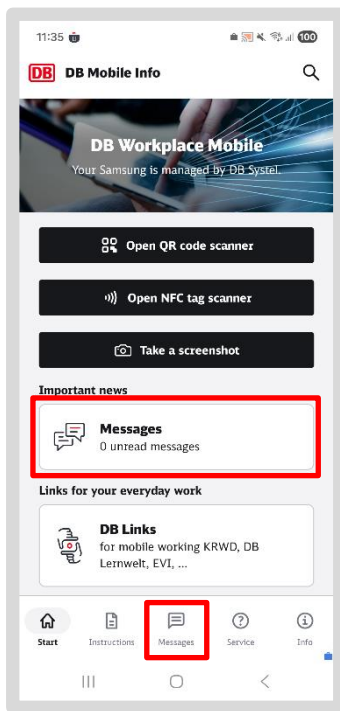 11:35
100
DB DB Mobile Info
DB Workplace Mobile
Your Samsung is managed by DB Systel.
Open QR code scanner
Open NFC tag scanner
Take a screenshot
Important news
Messages
0 unread messages
Links for your everyday work
DB Links
for mobile working KRWD, DB
Lernwelt, EVI, ...
Start Instructions Messages Service Info